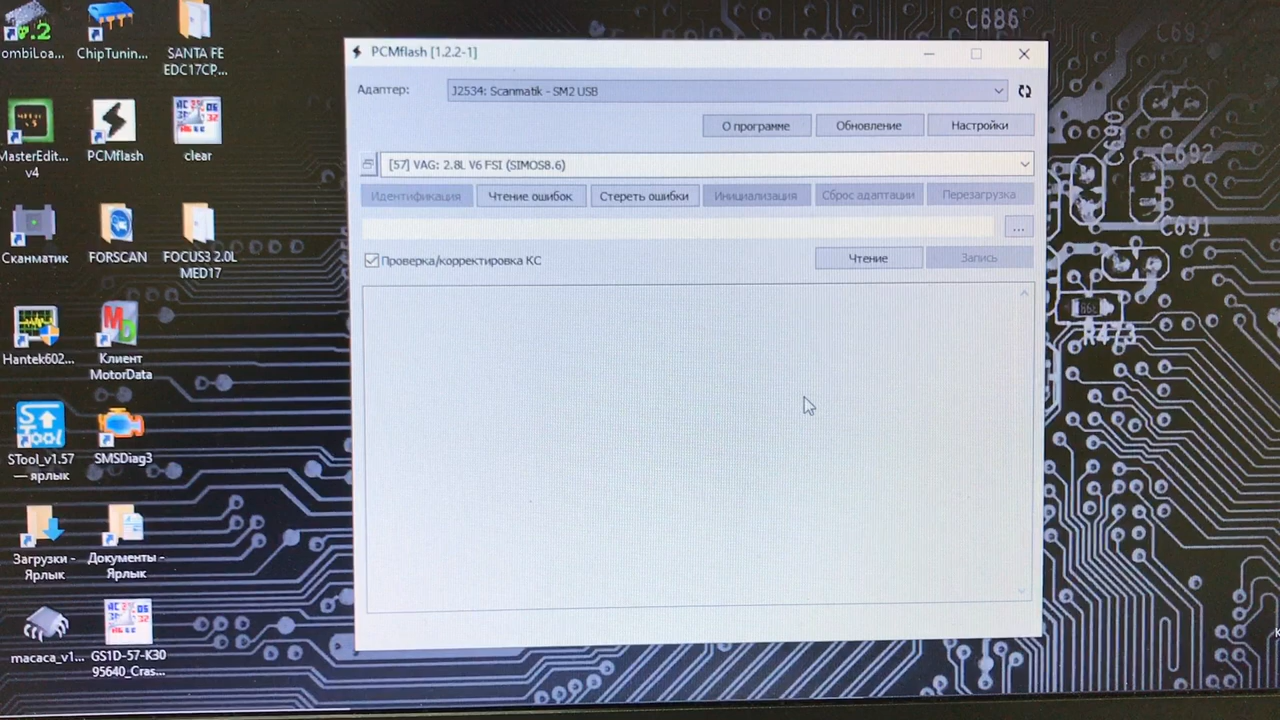 ombiLoa...
ChipTunin...
SANTA FE
EDC17CP,...
MasterEdit...
v4
PCMflash
clear
Сканматик
FORSCAN
FOCUS3 2.0L
MED17
Hantek602...
Клиент
MotorData
STool_v1.57
— ярлык
SMSDiag3
Загрузки -
Ярлык
Документы -
Ярлык
macaca_v1...
GS1D-57-K30
95640_Cras...
PCMflash [1.2.2-1]
Адаптер:
J2534: Scanmatik - SM2 USB
О программе
Обновление
Настройки
[57] VAG: 2.8L V6 FSI (SIMOS8.6)
Идентификация
Чтение ошибок
Стереть ошибки
Инициализация
Сброс адаптации
Перезагрузка
...
Проверка/корректировка КС
Чтение
Запись
C686
C692
C691
R473